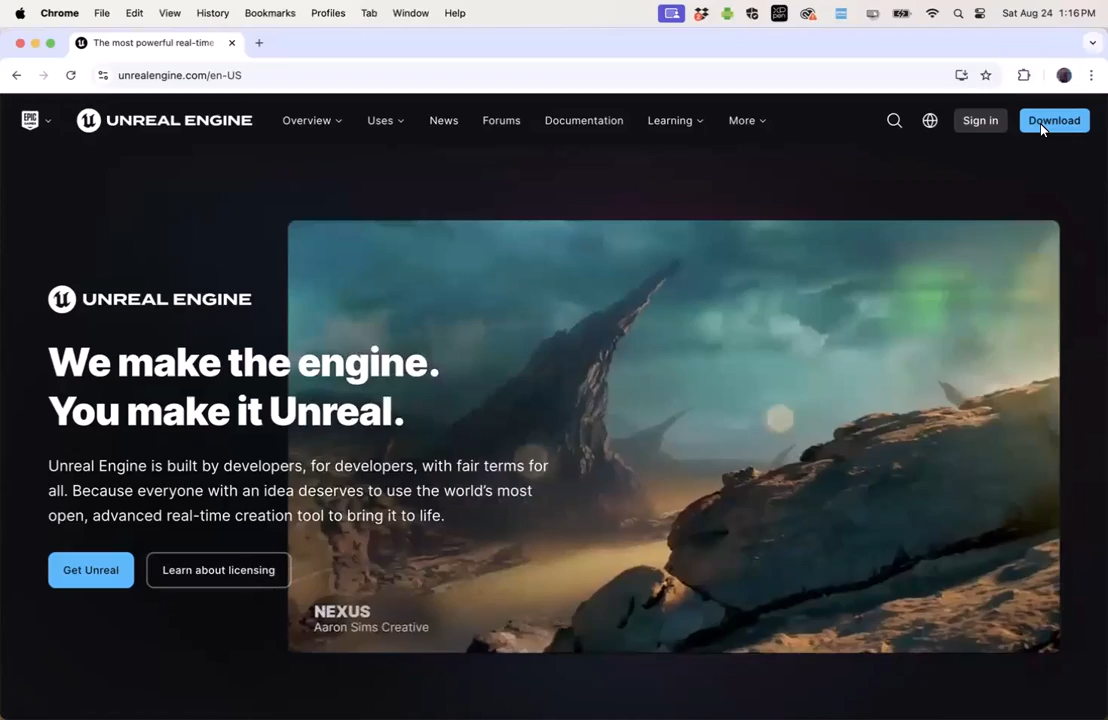 Chrome File Edit View History Bookmarks Profiles Tab Window Help Sat Aug 24 1:16 PM
The most powerful real-time
unrealengine.com/en-US
EPIC GAMES UNREAL ENGINE Overview Uses News Forums Documentation Learning More Sign in Download
UNREAL ENGINE
We make the engine.
You make it Unreal.
Unreal Engine is built by developers, for developers, with fair terms for
all. Because everyone with an idea deserves to use the world’s most
open, advanced real-time creation tool to bring it to life.
Get Unreal Learn about licensing
NEXUS
Aaron Sims Creative